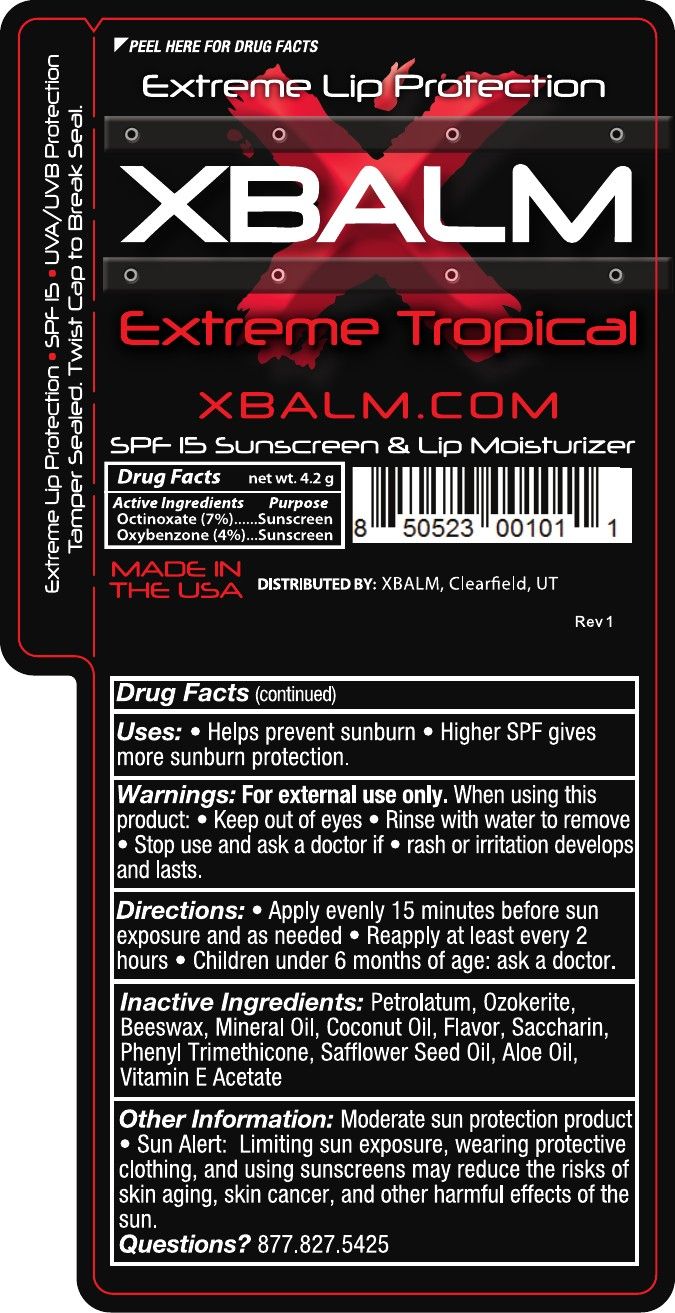 PEEL HERE FOR DRUG FACTS
Extreme Lip Protection
XBALM
Extreme Tropical
XBALM.COM
SPF 15 Sunscreen & Lip Moisturizer
Extreme Lip Protection • SPF 15 • UVA/UVB Protection
Tamper Sealed. Twist Cap to Break Seal.
Drug Facts net wt. 4.2 g
Active Ingredients Purpose
Octinoxate (7%)......Sunscreen
Oxybenzone (4%)...Sunscreen
8 50523 00101 1
MADE IN
THE USA
DISTRIBUTED BY: XBALM, Clearfield, UT
Rev 1
Drug Facts (continued)
Uses: • Helps prevent sunburn • Higher SPF gives
more sunburn protection.
Warnings: For external use only. When using this
product: • Keep out of eyes • Rinse with water to remove
• Stop use and ask a doctor if • rash or irritation develops
and lasts.
Directions: • Apply evenly 15 minutes before sun
exposure and as needed • Reapply at least every 2
hours • Children under 6 months of age: ask a doctor.
Inactive Ingredients: Petrolatum, Ozokerite,
Beeswax, Mineral Oil, Coconut Oil, Flavor, Saccharin,
Phenyl Trimethicone, Safflower Seed Oil, Aloe Oil,
Vitamin E Acetate
Other Information: Moderate sun protection product
• Sun Alert: Limiting sun exposure, wearing protective
clothing, and using sunscreens may reduce the risks of
skin aging, skin cancer, and other harmful effects of the
sun.
Questions? 877.827.5425